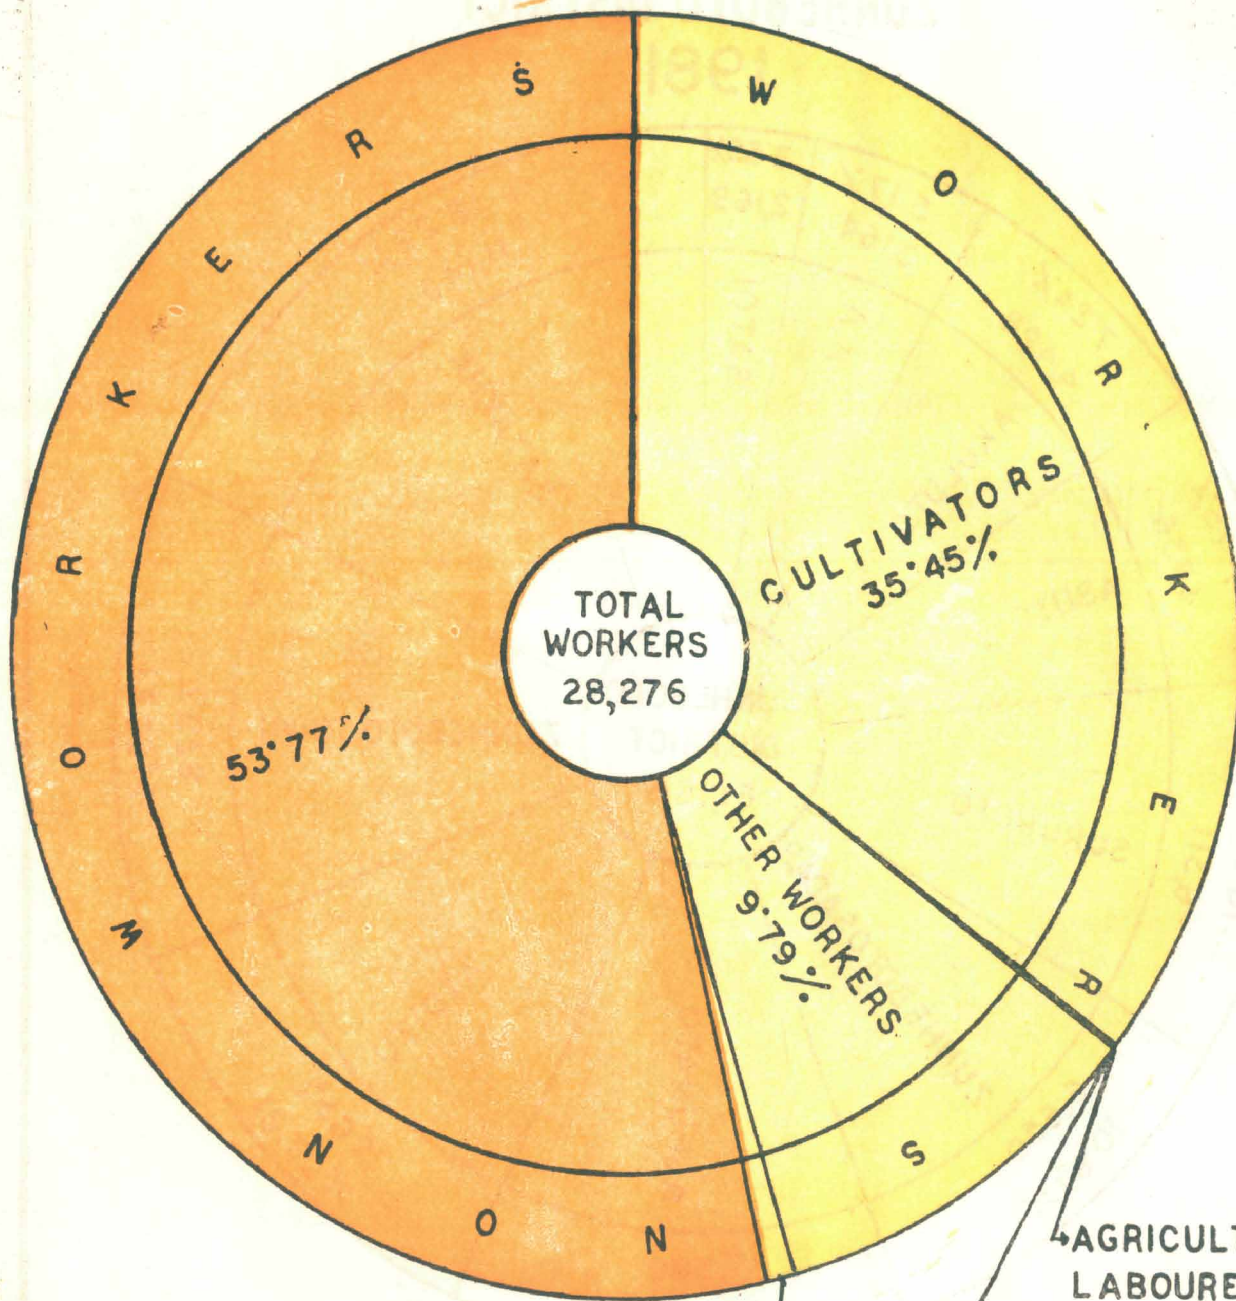 WORKERS
NON WORKERS
CULTIVATORS
35·45%
TOTAL
WORKERS
28,276
53·77%
OTHER WORKERS
9·79%
AGRICULT
LABOURE